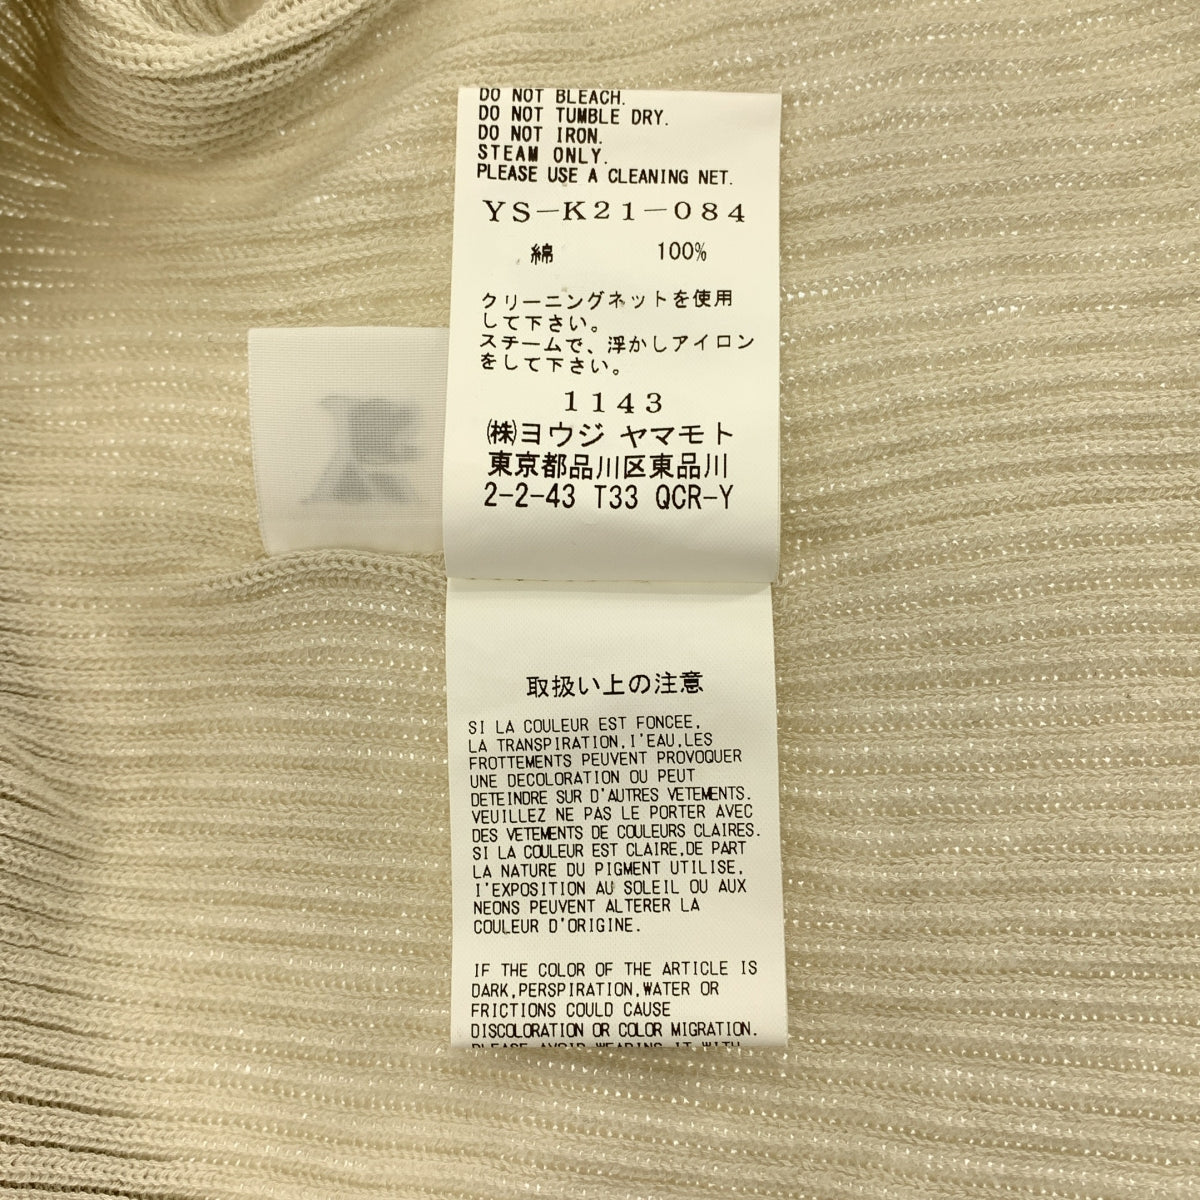 DO NOT BLEACH.
DO NOT TUMBLE DRY.
DO NOT IRON.
STEAM ONLY.
PLEASE USE A CLEANING NET.
YS-K21-084
綿 100%
クリーニングネットを使用
して下さい。
スチームで、浮かしアイロン
をして下さい。
1143
㈱ヨウジ ヤマモト
東京都品川区東品川
2-2-43 T33 QCR-Y
取扱い上の注意
SI LA COULEUR EST FONCEE,
LA TRANSPIRATION,I'EAU,LES
FROTTEMENTS PEUVENT PROVOQUER
UNE DECOLORATION OU PEUT
DETEINDRE SUR D'AUTRES VETEMENTS.
VEUILLEZ NE PAS LE PORTER AVEC
DES VETEMENTS DE COULEURS CLAIRES.
SI LA COULEUR EST CLAIRE,DE PART
LA NATURE DU PIGMENT UTILISE,
I'EXPOSITION AU SOLEIL OU AUX
NEONS PEUVENT ALTERER LA
COULEUR D'ORIGINE.
IF THE COLOR OF THE ARTICLE IS
DARK,PERSPIRATION,WATER OR
FRICTIONS COULD CAUSE
DISCOLORATION OR COLOR MIGRATION.
PLEASE AVOID WEARING IT WITH